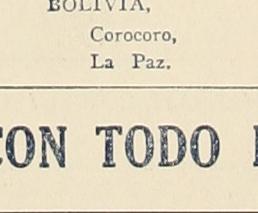 BOLIVIA,
Corocoro,
La Paz.
CON TODO